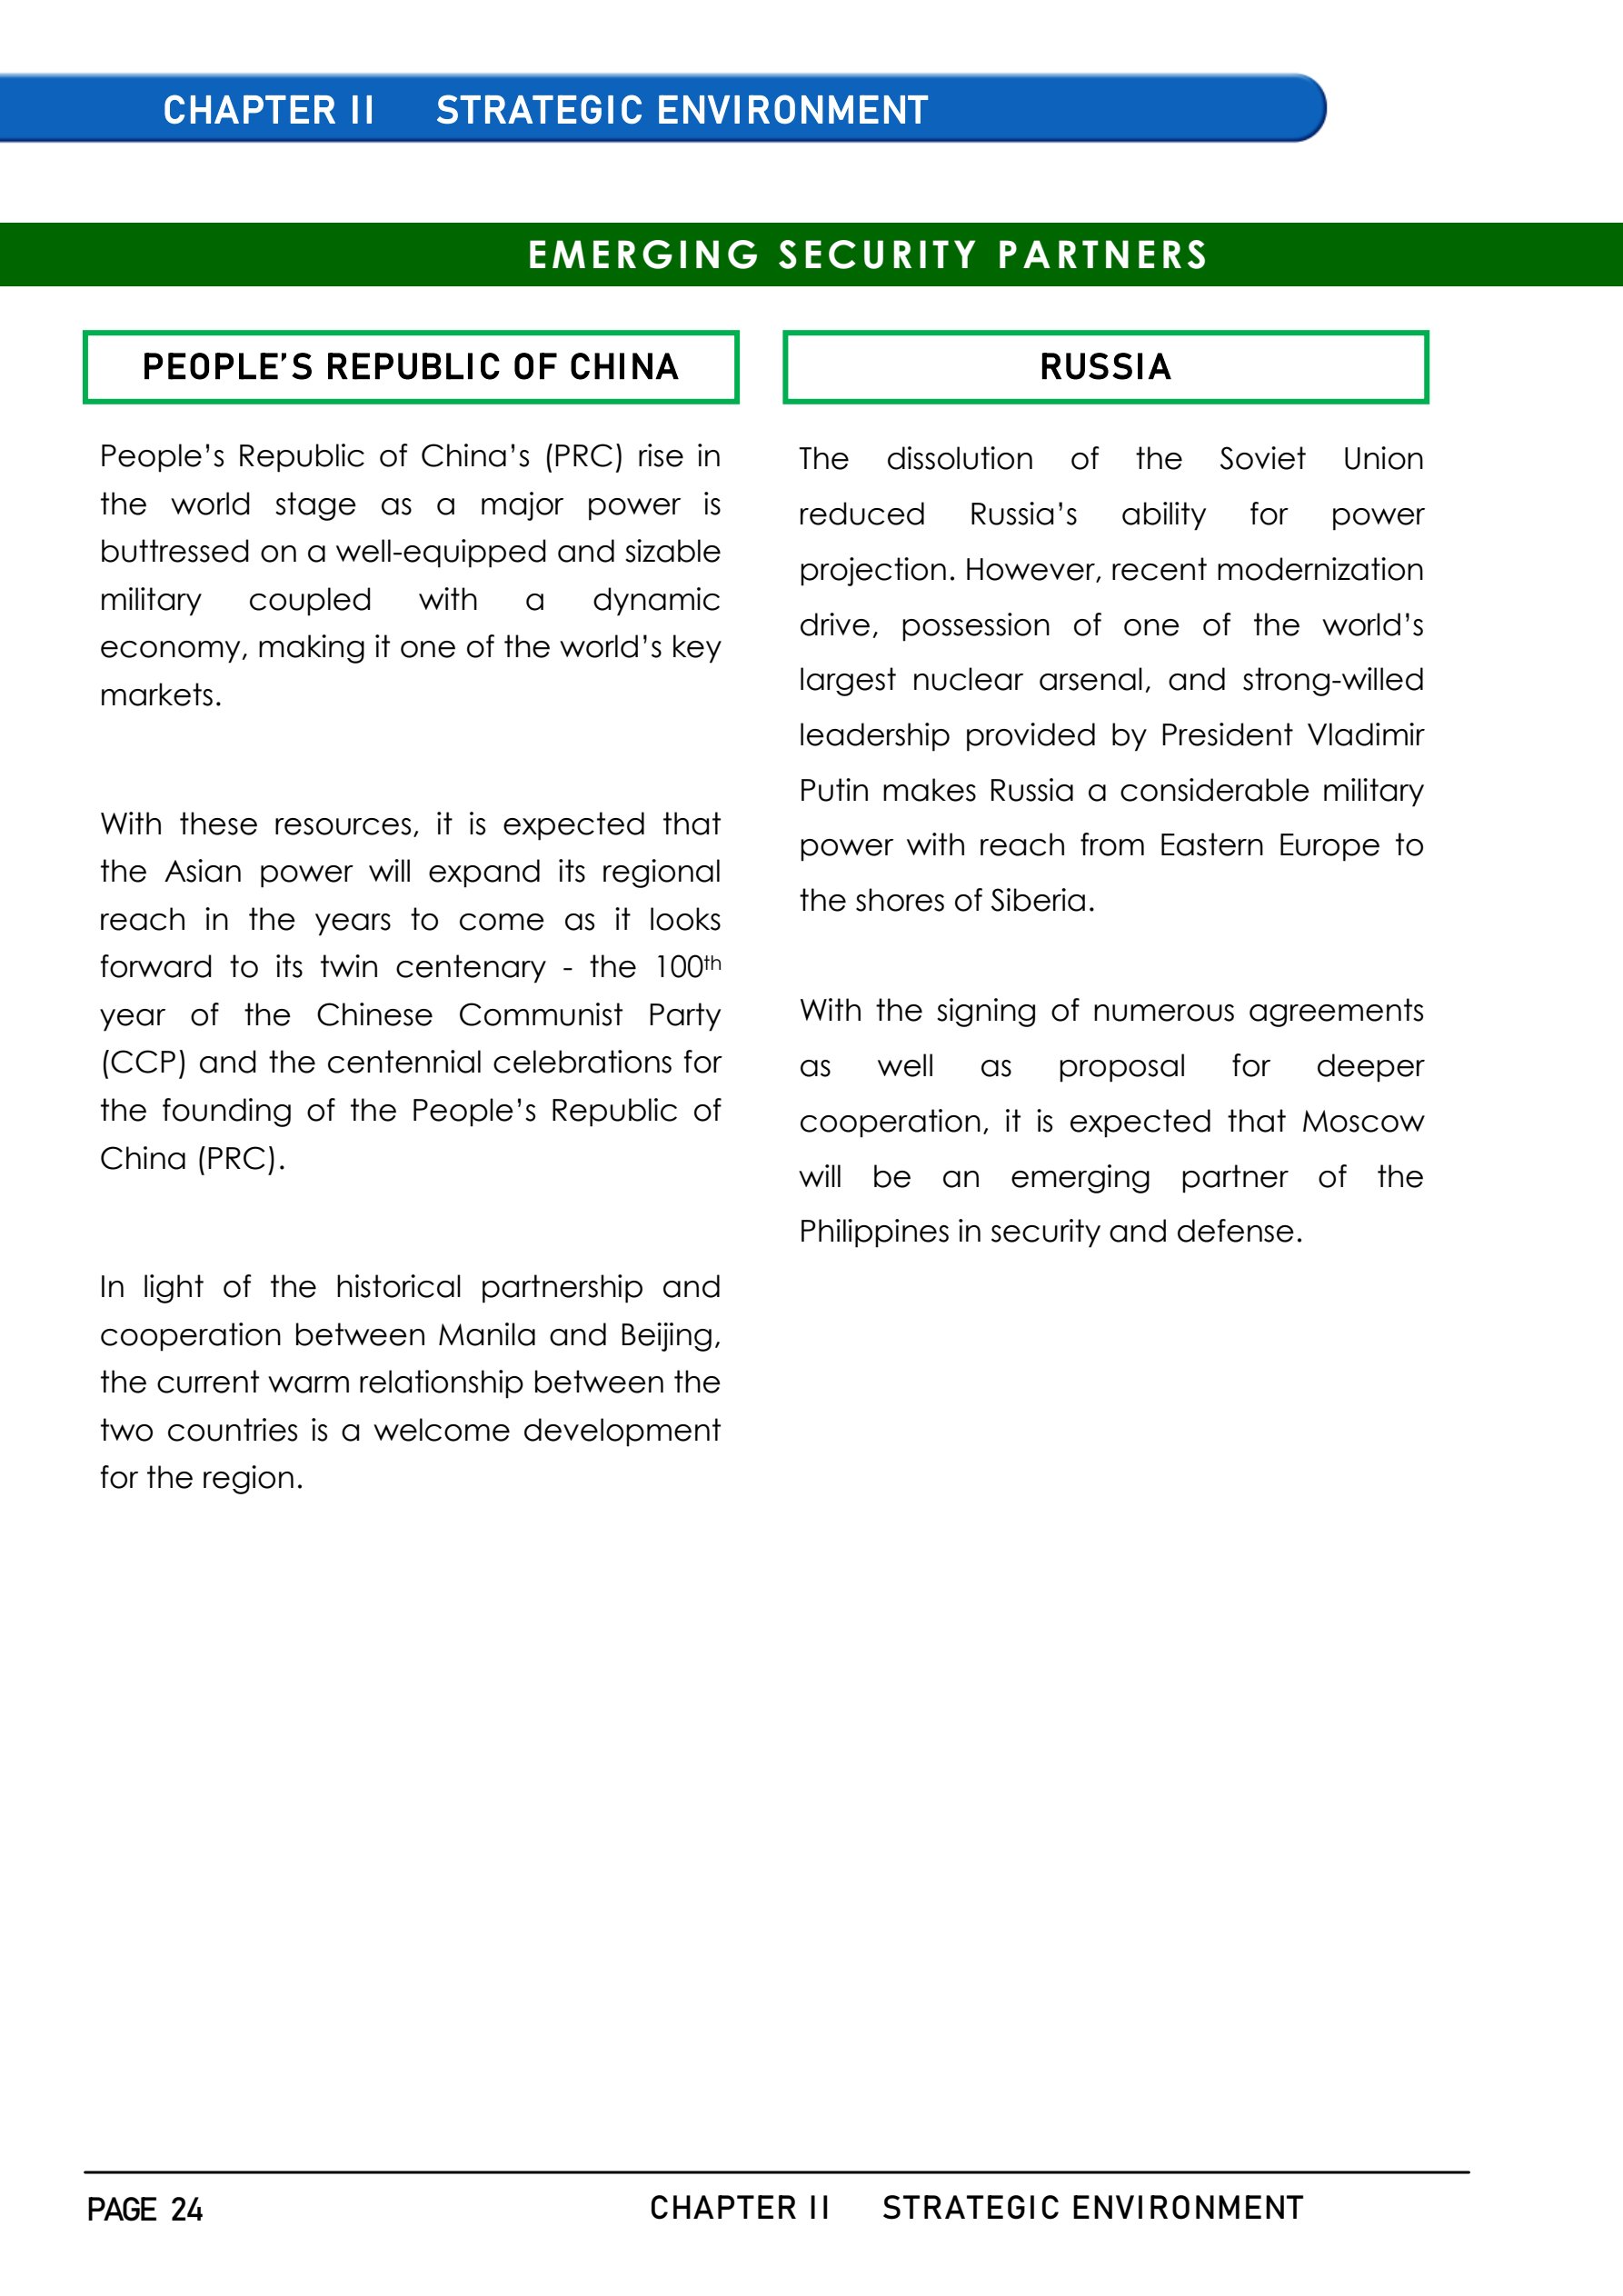 CHAPTER II STRATEGIC ENVIRONMENT
EMERGING SECURITY PARTNERS
PEOPLE’S REPUBLIC OF CHINA
People’s Republic of China’s (PRC) rise in
the world stage as a major power is
buttressed on a well-equipped and sizable
military coupled with a dynamic
economy, making it one of the world’s key
markets.
With these resources, it is expected that
the Asian power will expand its regional
reach in the years to come as it looks
forward to its twin centenary - the 100th
year of the Chinese Communist Party
(CCP) and the centennial celebrations for
the founding of the People’s Republic of
China (PRC).
In light of the historical partnership and
cooperation between Manila and Beijing,
the current warm relationship between the
two countries is a welcome development
for the region.
RUSSIA
The dissolution of the Soviet Union
reduced Russia’s ability for power
projection. However, recent modernization
drive, possession of one of the world’s
largest nuclear arsenal, and strong-willed
leadership provided by President Vladimir
Putin makes Russia a considerable military
power with reach from Eastern Europe to
the shores of Siberia.
With the signing of numerous agreements
as well as proposal for deeper
cooperation, it is expected that Moscow
will be an emerging partner of the
Philippines in security and defense.
PAGE 24 CHAPTER II STRATEGIC ENVIRONMENT